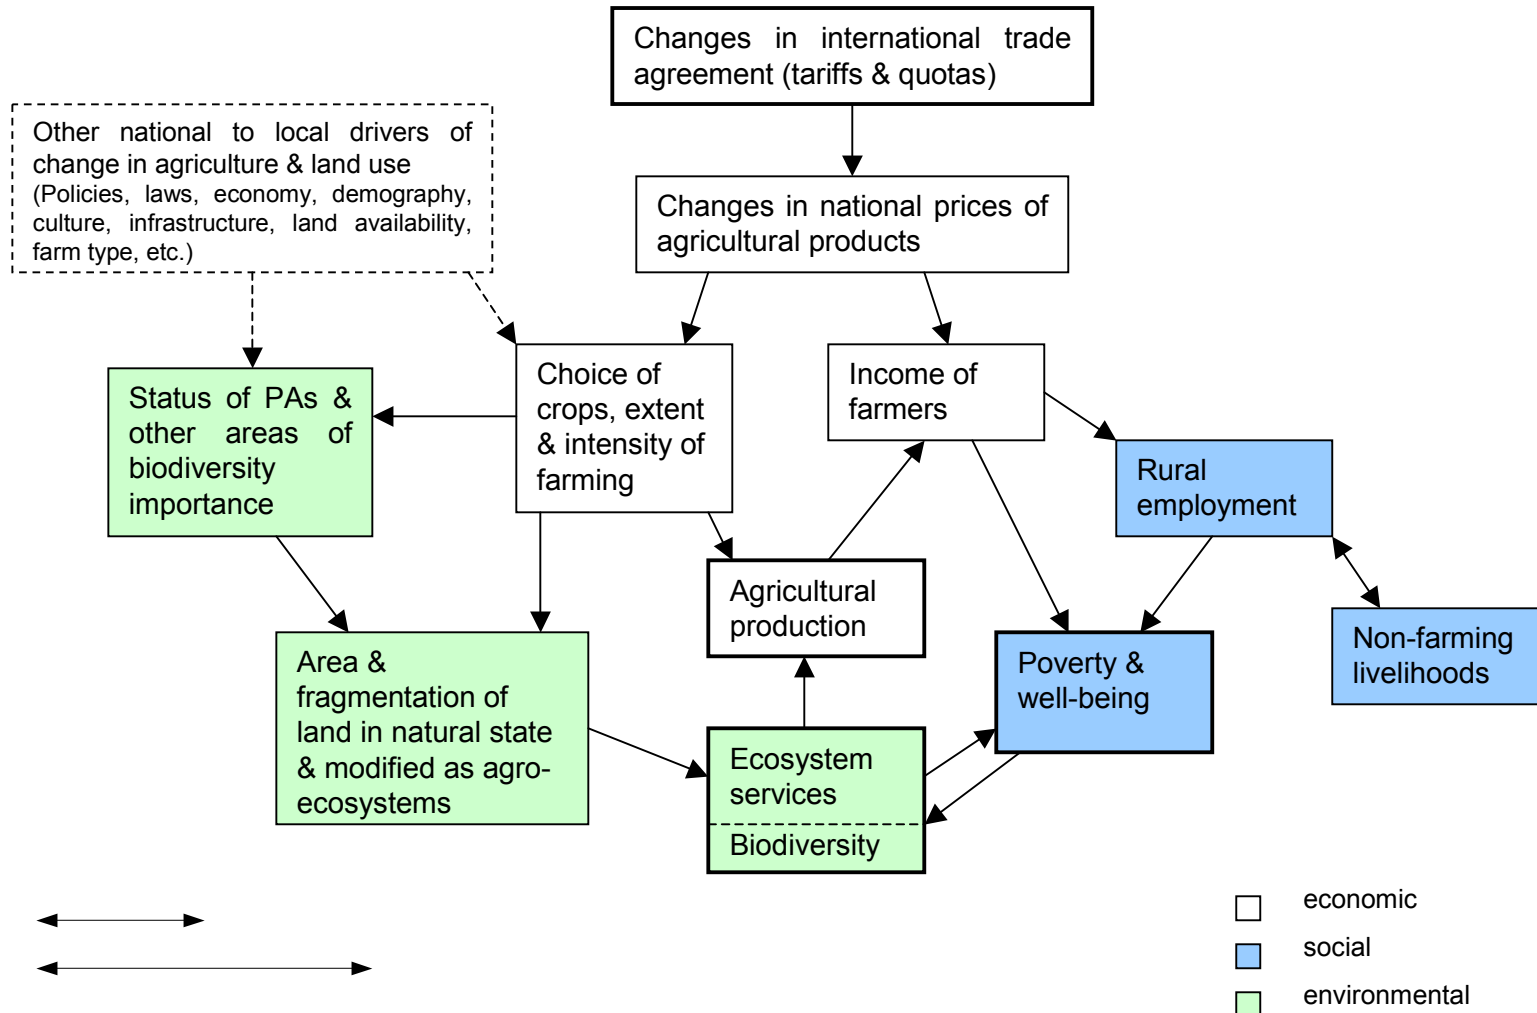 Changes in international trade
agreement (tariffs & quotas)
Other national to local drivers of
change in agriculture & land use
(Policies, laws, economy, demography,
culture, infrastructure, land availability,
farm type, etc.)
Changes in national prices of
agricultural products
Status of PAs &
other areas of
biodiversity
importance
Choice of
crops, extent
& intensity of
farming
Income of
farmers
Rural
employment
Agricultural
production
Non-farming
livelihoods
Area &
fragmentation of
land in natural state
& modified as agro-
ecosystems
Poverty &
well-being
Ecosystem
services
Biodiversity
economic
social
environmental